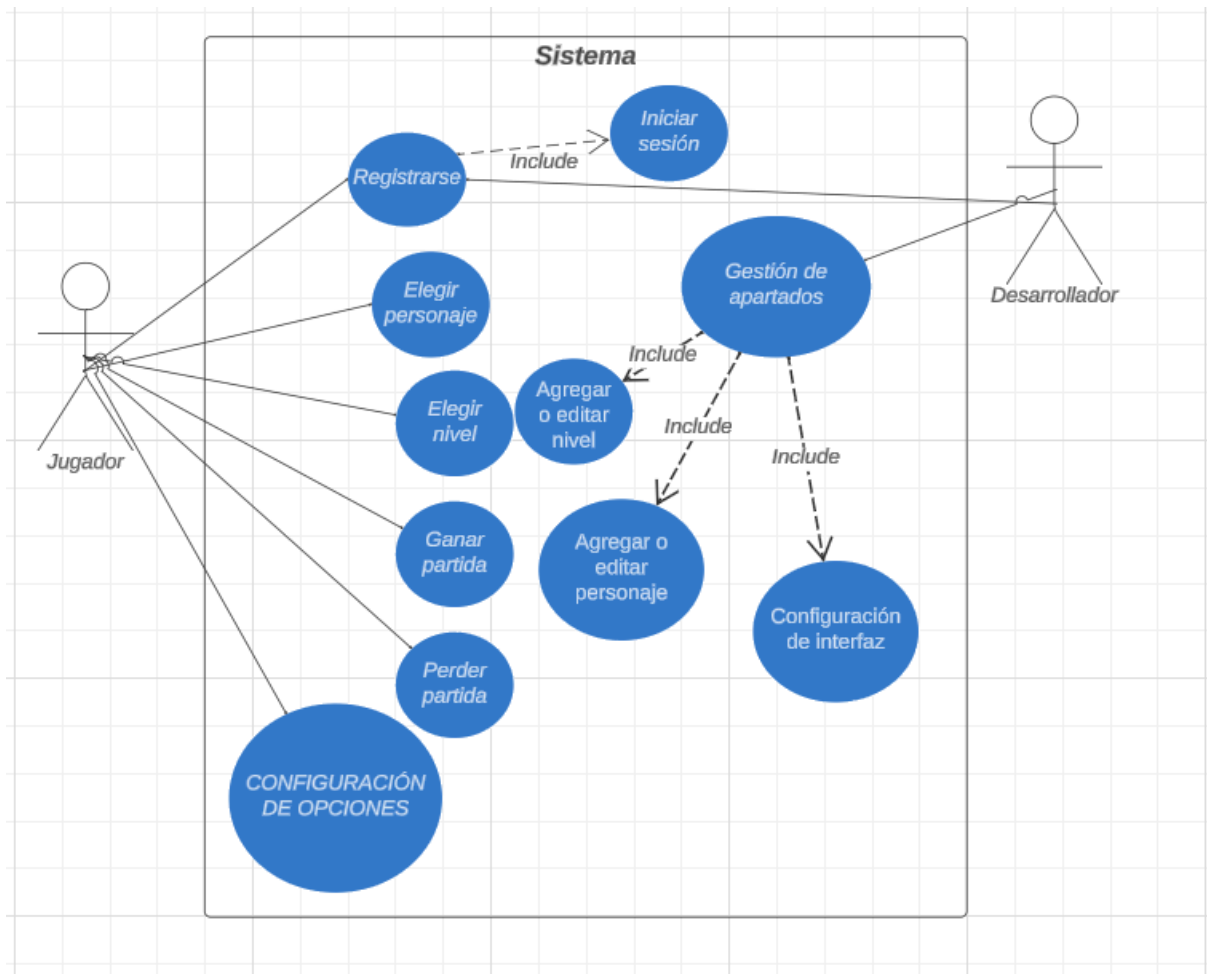 Sistema
Iniciar
sesión
Include
Registrarse
Gestión de
apartados
Desarrollador
Elegir
personaje
Include
Agregar
o editar
nivel
Elegir
nivel
Include
Include
Jugador
Ganar
partida
Agregar o
editar
personaje
Configuración
de interfaz
Perder
partida
CONFIGURACIÓN
DE OPCIONES